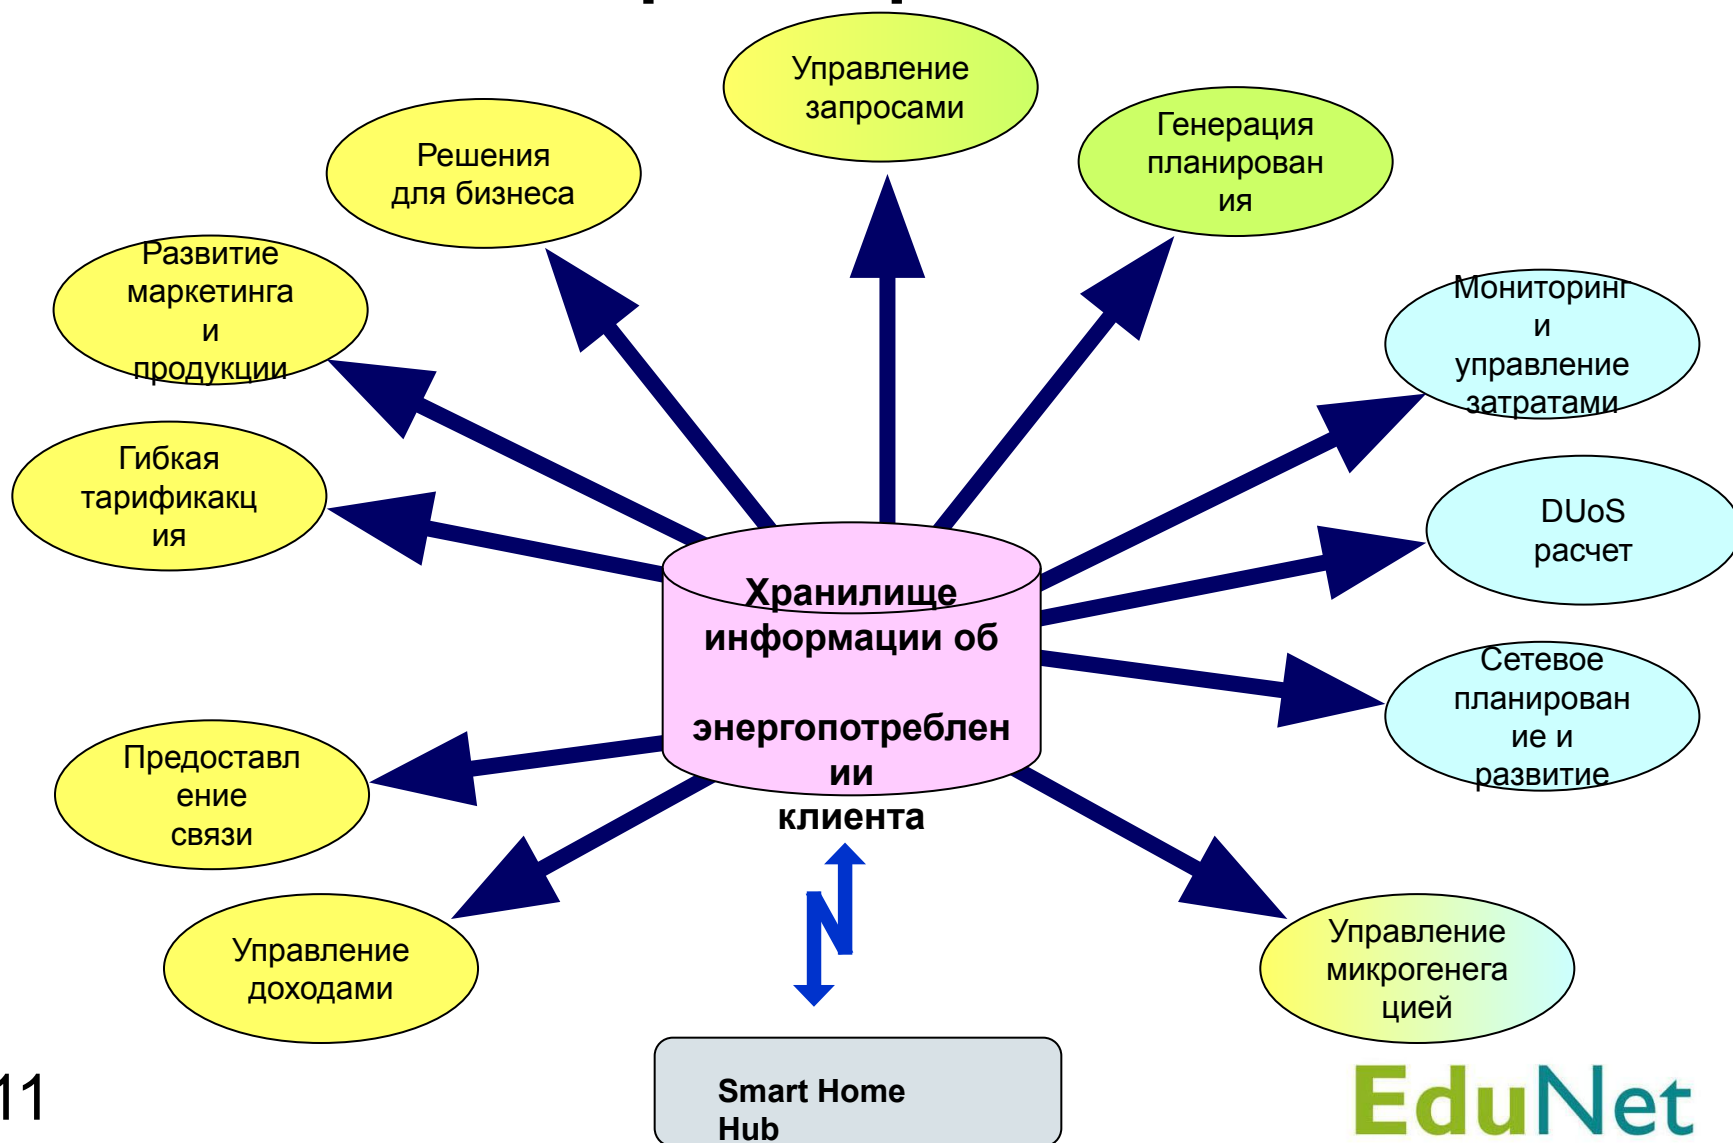 Управление
запросами
Генерация
планирован
ия
Решения
для бизнеса
Развитие
маркетинга
и
продукции
Мониторинг
и
управление
затратами
Гибкая
тарификакц
ия
DUoS
расчет
Хранилище
информации об
энергопотреблен
ии
клиента
Сетевое
планирован
ие и
развитие
Предоставл
ение
связи
Управление
доходами
Управление
микрогенега
цией
Smart Home
Hub
11
EduNet